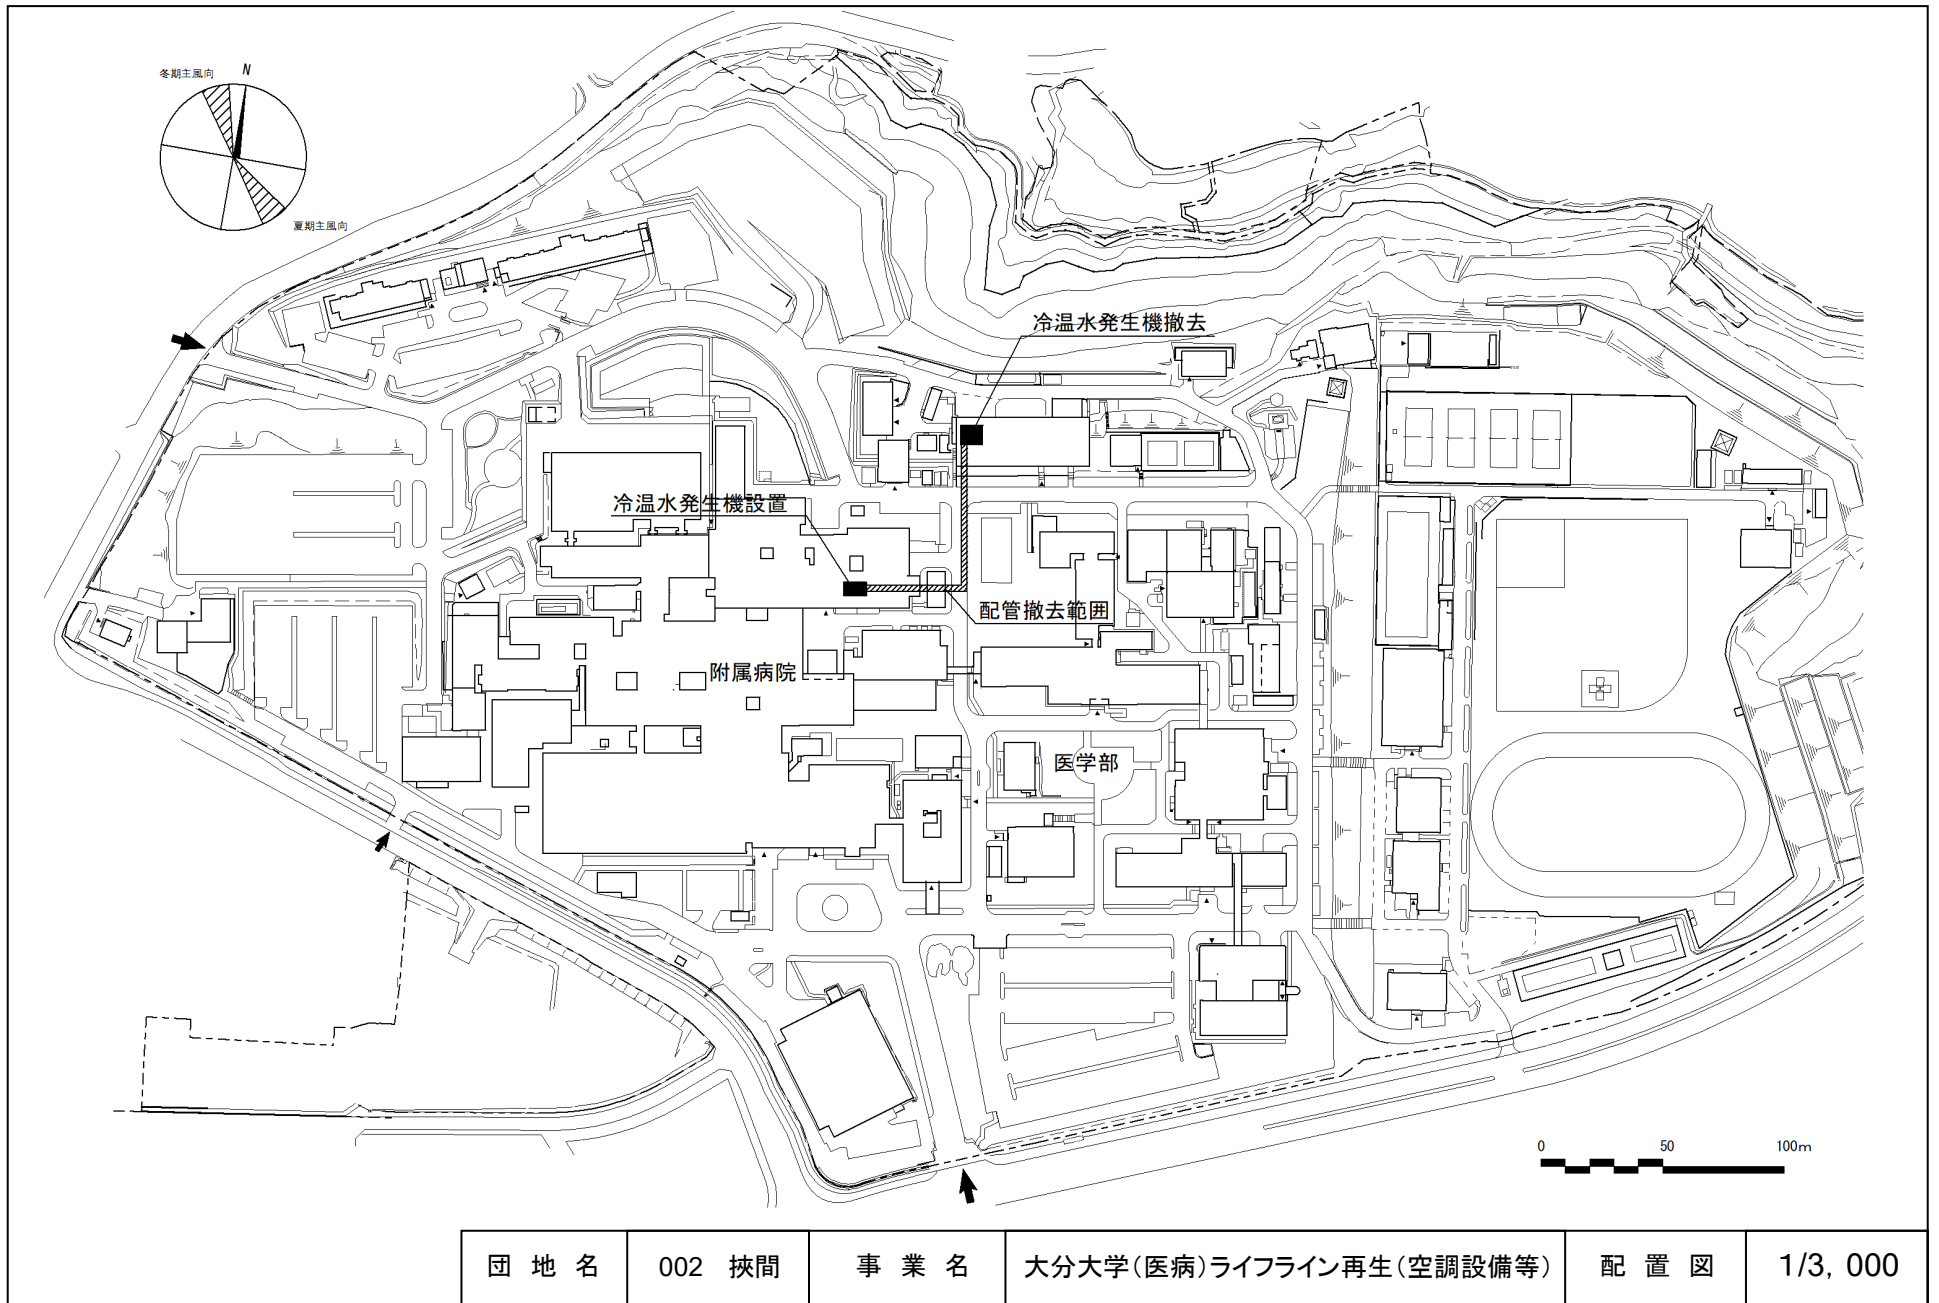 冬期主風向
N
夏期主風向
冷温水発生機撤去
冷温水発生機設置
配管撤去範囲
附属病院
医学部
0 50 100m
団地名 002 挾間 事業名 大分大学(医病)ライフライン再生(空調設備等) 配置図 1/3,000